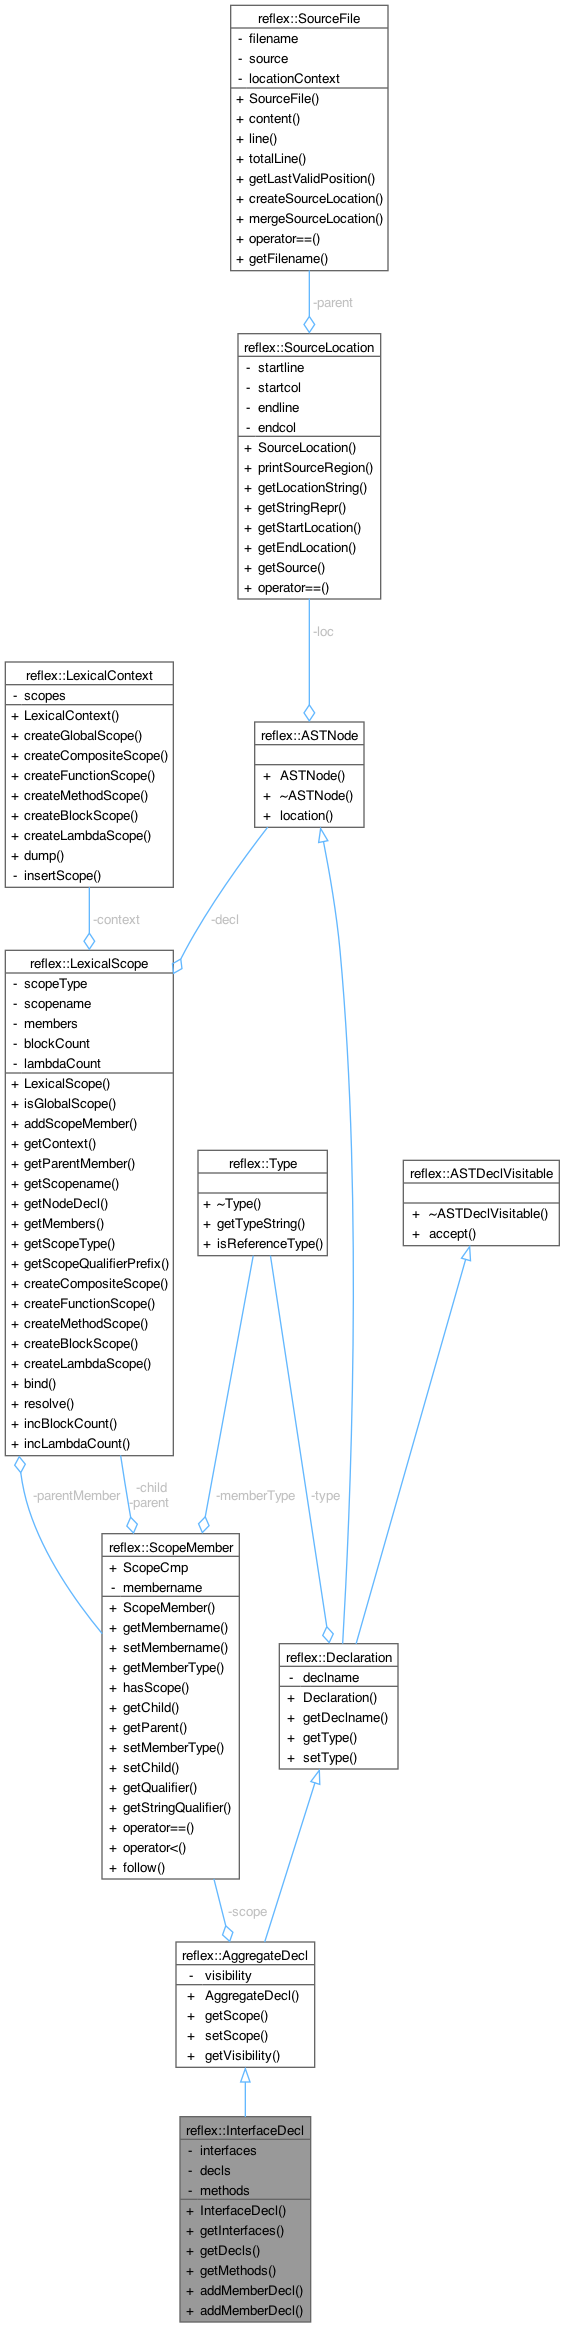 reflex::SourceFile
- filename
- source
- locationContext
+ SourceFile()
+ content()
+ line()
+ totalLine()
+ getLastValidPosition()
+ createSourceLocation()
+ mergeSourceLocation()
+ operator==()
+ getFilename()
-parent
reflex::SourceLocation
- startline
- startcol
- endline
- endcol
+ SourceLocation()
+ printSourceRegion()
+ getLocationString()
+ getStringRepr()
+ getStartLocation()
+ getEndLocation()
+ getSource()
+ operator==()
-loc
reflex::LexicalContext
- scopes
+ LexicalContext()
+ createGlobalScope()
+ createCompositeScope()
+ createFunctionScope()
+ createMethodScope()
+ createBlockScope()
+ createLambdaScope()
+ dump()
- insertScope()
reflex::ASTNode
+ ASTNode()
+ ~ASTNode()
+ location()
-context
-decl
reflex::LexicalScope
- scopeType
- scopename
- members
- blockCount
- lambdaCount
+ LexicalScope()
+ isGlobalScope()
+ addScopeMember()
+ getContext()
+ getParentMember()
+ getScopename()
+ getNodeDecl()
+ getMembers()
+ getScopeType()
+ getScopeQualifierPrefix()
+ createCompositeScope()
+ createFunctionScope()
+ createMethodScope()
+ createBlockScope()
+ createLambdaScope()
+ bind()
+ resolve()
+ incBlockCount()
+ incLambdaCount()
reflex::Type
+ ~Type()
+ getTypeString()
+ isReferenceType()
reflex::ASTDeclVisitable
+ ~ASTDeclVisitable()
+ accept()
-parentMember
-child
-parent
-memberType
-type
reflex::ScopeMember
+ ScopeCmp
- membername
+ ScopeMember()
+ getMembername()
+ setMembername()
+ getMemberType()
+ hasScope()
+ getChild()
+ getParent()
+ setMemberType()
+ setChild()
+ getQualifier()
+ getStringQualifier()
+ operator==()
+ operator<()
+ follow()
reflex::Declaration
- declname
+ Declaration()
+ getDeclname()
+ getType()
+ setType()
-scope
reflex::AggregateDecl
- visibility
+ AggregateDecl()
+ getScope()
+ setScope()
+ getVisibility()
reflex::InterfaceDecl
- interfaces
- decls
- methods
+ InterfaceDecl()
+ getInterfaces()
+ getDecls()
+ getMethods()
+ addMemberDecl()
+ addMemberDecl()